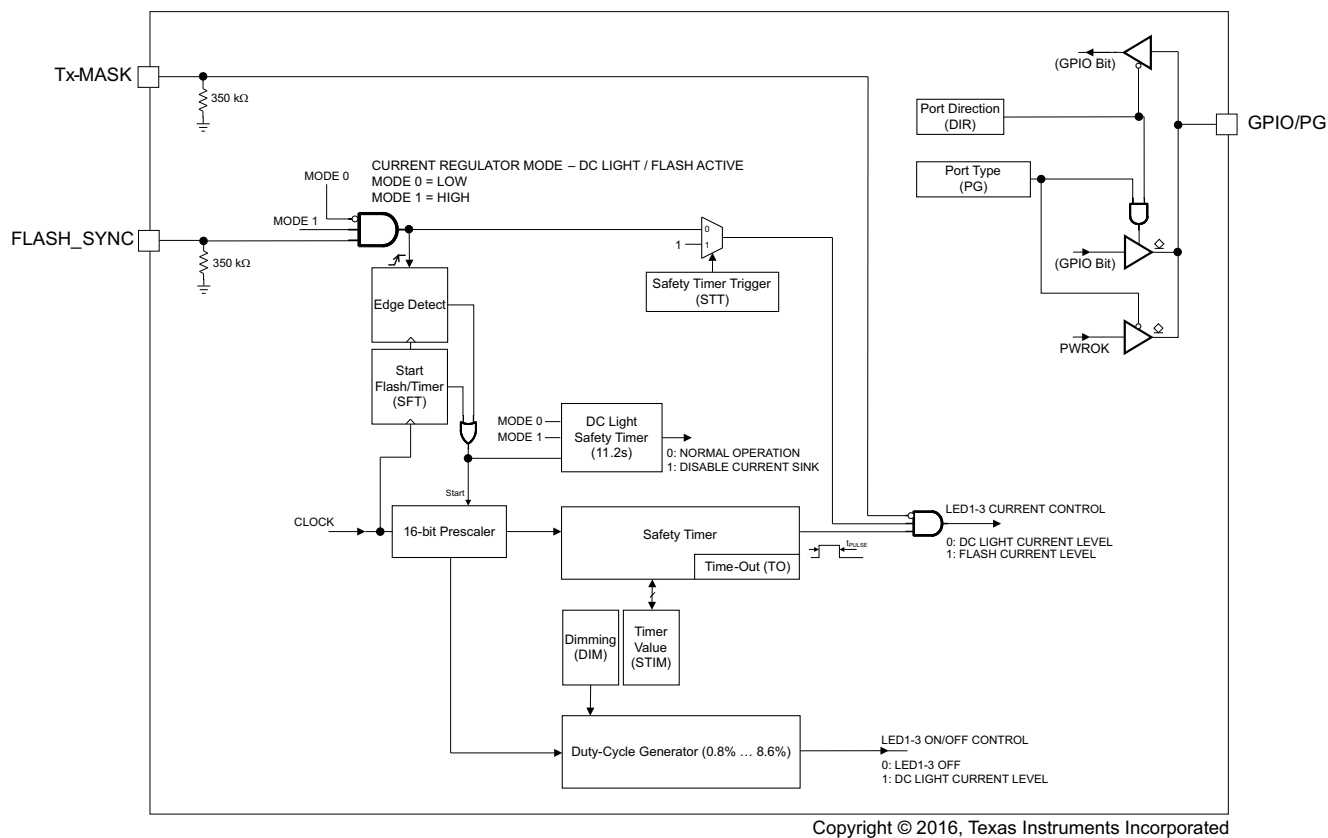 Tx-MASK
350 kΩ
(GPIO Bit)
Port Direction
(DIR)
GPIO/PG
Port Type
(PG)
(GPIO Bit)
PWROK
CURRENT REGULATOR MODE – DC LIGHT / FLASH ACTIVE
MODE 0 = LOW
MODE 1 = HIGH
MODE 0
MODE 1
FLASH_SYNC
350 kΩ
0
1
1
Safety Timer Trigger
(STT)
Edge Detect
Start
Flash/Timer
(SFT)
MODE 0
MODE 1
DC Light
Safety Timer
(11.2s)
0: NORMAL OPERATION
1: DISABLE CURRENT SINK
Start
CLOCK
16-bit Prescaler
Safety Timer
Time-Out (TO)
tPULSE
LED1-3 CURRENT CONTROL
0: DC LIGHT CURRENT LEVEL
1: FLASH CURRENT LEVEL
Dimming
(DIM)
Timer
Value
(STIM)
Duty-Cycle Generator (0.8% ... 8.6%)
LED1-3 ON/OFF CONTROL
0: LED1-3 OFF
1: DC LIGHT CURRENT LEVEL
Copyright © 2016, Texas Instruments Incorporated